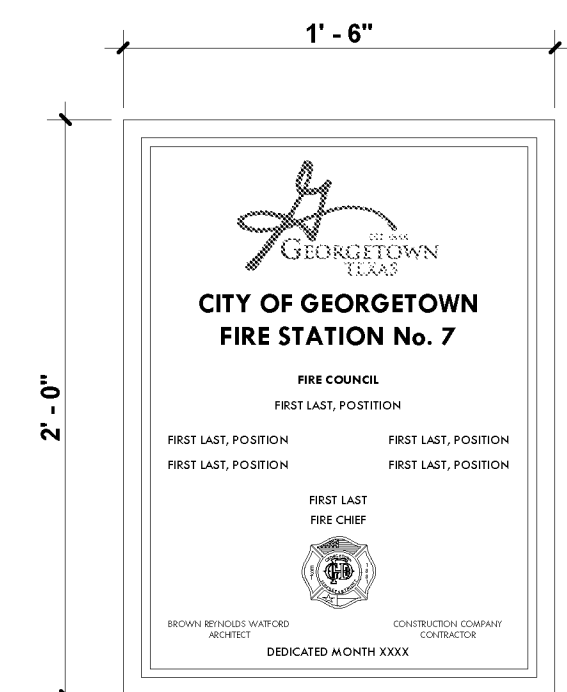 1' - 6"
2' - 0"
GEORGETOWN
TEXAS
CITY OF GEORGETOWN
FIRE STATION No. 7
FIRE COUNCIL
FIRST LAST, POSTITION
FIRST LAST, POSITION FIRST LAST, POSITION
FIRST LAST, POSITION FIRST LAST, POSITION
FIRST LAST
FIRE CHIEF
BROWN REYNOLDS WATFORD CONSTRUCTION COMPANY
ARCHITECT CONTRACTOR
DEDICATED MONTH XXXX